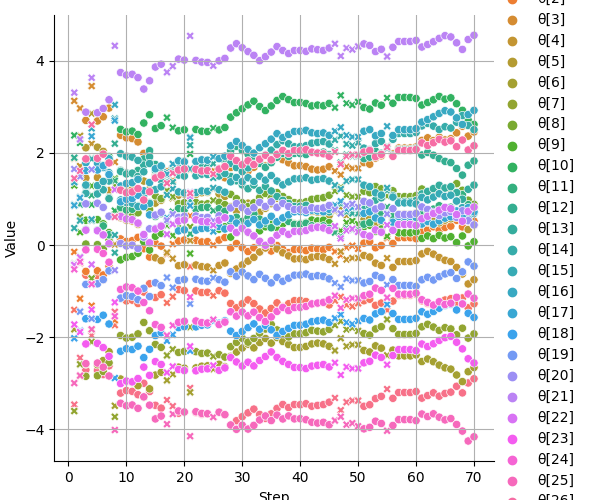 θ[2]
θ[3]
θ[4]
θ[5]
θ[6]
θ[7]
θ[8]
θ[9]
θ[10]
θ[11]
θ[12]
θ[13]
θ[14]
θ[15]
θ[16]
θ[17]
θ[18]
θ[19]
θ[20]
θ[21]
θ[22]
θ[23]
θ[24]
θ[25]
θ[26]
Value
4
2
0
−2
−4
0 10 20 30 40 50 60 70
Step